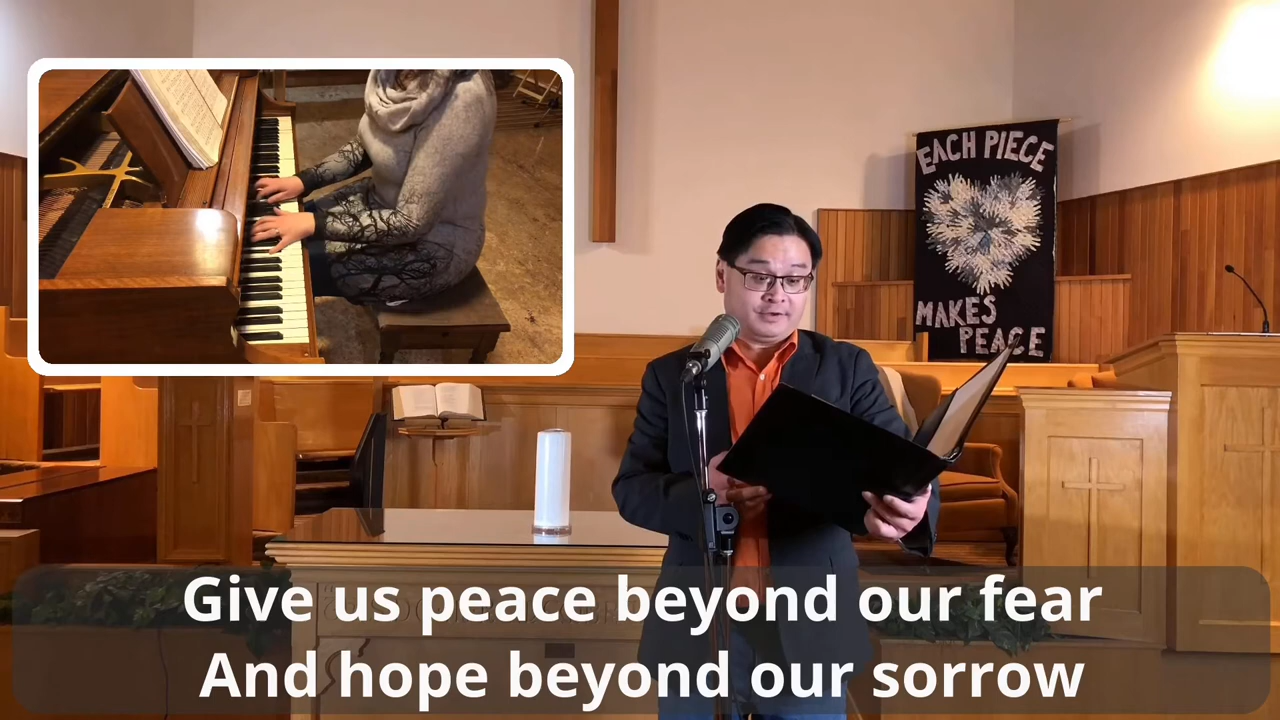 EACH PIECE
MAKES
PEACE
Give us peace beyond our fear
And hope beyond our sorrow